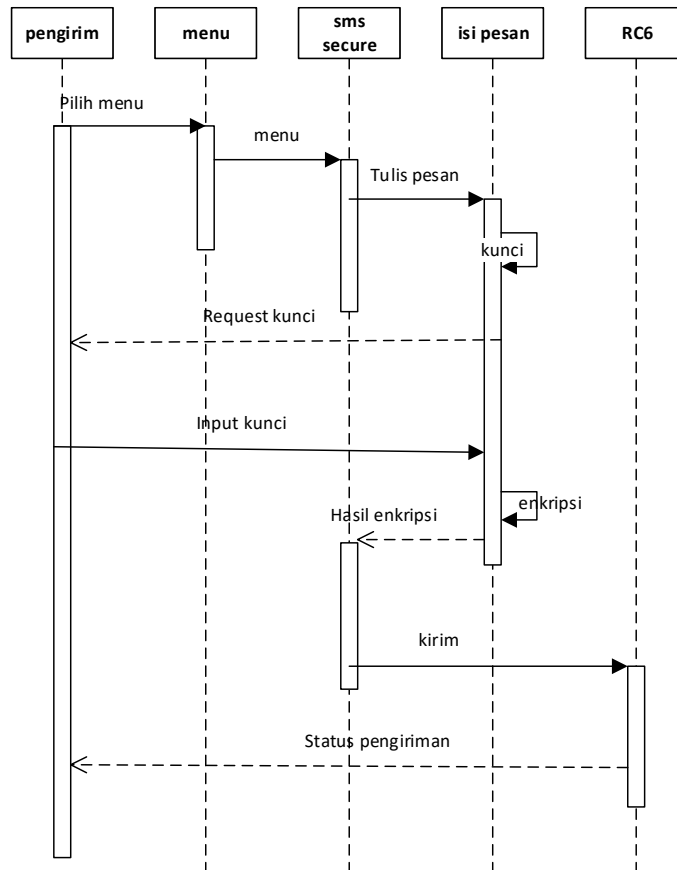 pengirim
menu
sms
secure
isi pesan
RC6
Pilih menu
menu
Tulis pesan
kunci
Request kunci
Input kunci
enkripsi
Hasil enkripsi
kirim
Status pengiriman